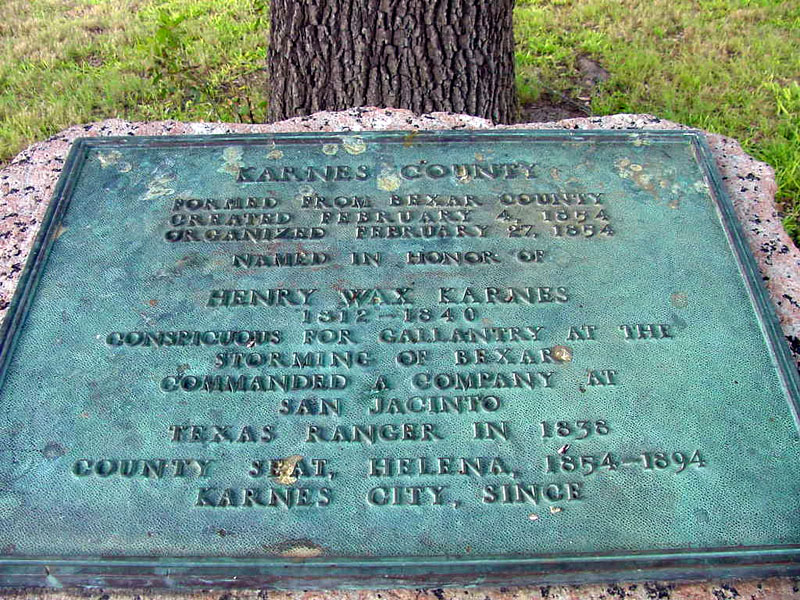 KARNES COUNTY
FORMED FROM BEXAR COUNTY
CREATED FEBRUARY 4, 1854
ORGANIZED FEBRUARY 27, 1854
NAMED IN HONOR OF
HENRY WAX KARNES
1812–1840
CONSPICUOUS FOR GALLANTRY AT THE
STORMING OF BEXAR
COMMANDED A COMPANY AT
SAN JACINTO
TEXAS RANGER IN 1838
COUNTY SEAT, HELENA, 1854–1894
KARNES CITY, SINCE